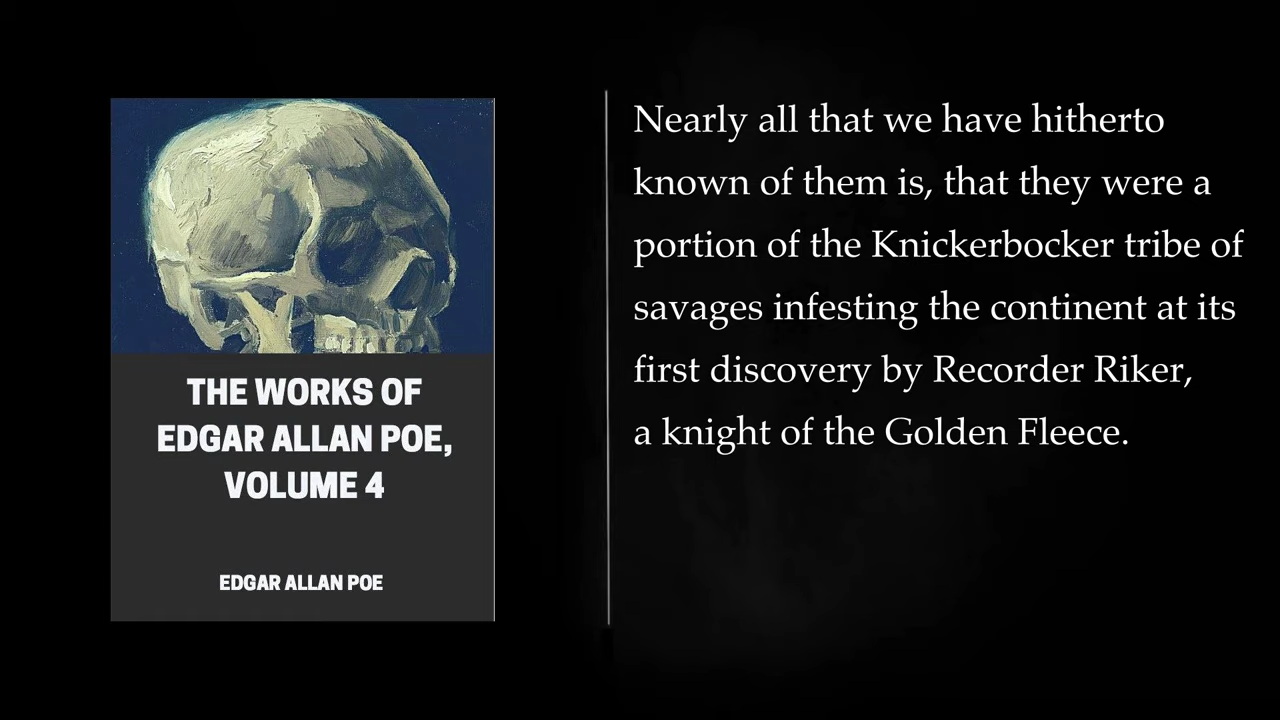 THE WORKS OF
EDGAR ALLAN POE,
VOLUME 4
EDGAR ALLAN POE
Nearly all that we have hitherto
known of them is, that they were a
portion of the Knickerbocker tribe of
savages infesting the continent at its
first discovery by Recorder Riker,
a knight of the Golden Fleece.